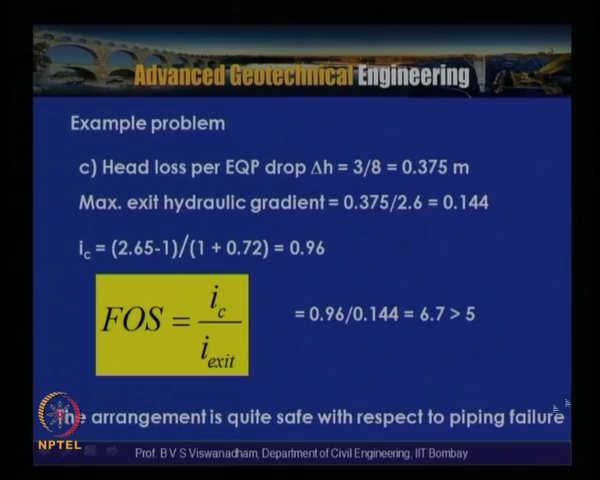 Advanced Geotechnical Engineering
Example problem
c) Head loss per EQP drop Δh = 3/8 = 0.375 m
Max. exit hydraulic gradient = 0.375/2.6 = 0.144
i_c = (2.65-1)/(1 + 0.72) = 0.96
FOS = i_c / i_exit = 0.96/0.144 = 6.7 > 5
The arrangement is quite safe with respect to piping failure
NPTEL
Prof. B V S Viswanadham, Department of Civil Engineering, IIT Bombay